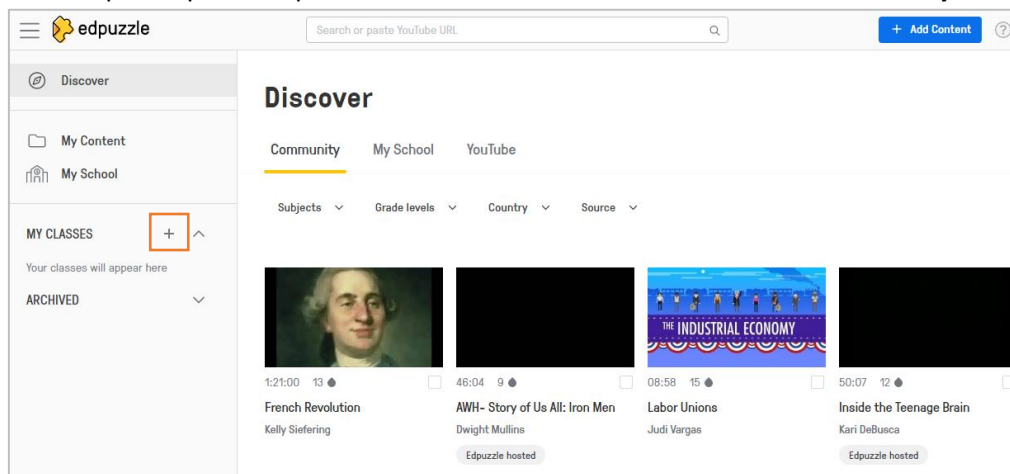 edpuzzle
Search or paste YouTube URL
+ Add Content
?
Discover
My Content
My School
MY CLASSES +
Your classes will appear here
ARCHIVED
Discover
Community My School YouTube
Subjects Grade levels Country Source
THE INDUSTRIAL ECONOMY
1:21:00 13
French Revolution
Kelly Siefering
46:04 9
AWH- Story of Us All: Iron Men
Dwight Mullins
Edpuzzle hosted
08:58 15
Labor Unions
Judi Vargas
50:07 12
Inside the Teenage Brain
Kari DeBusca
Edpuzzle hosted